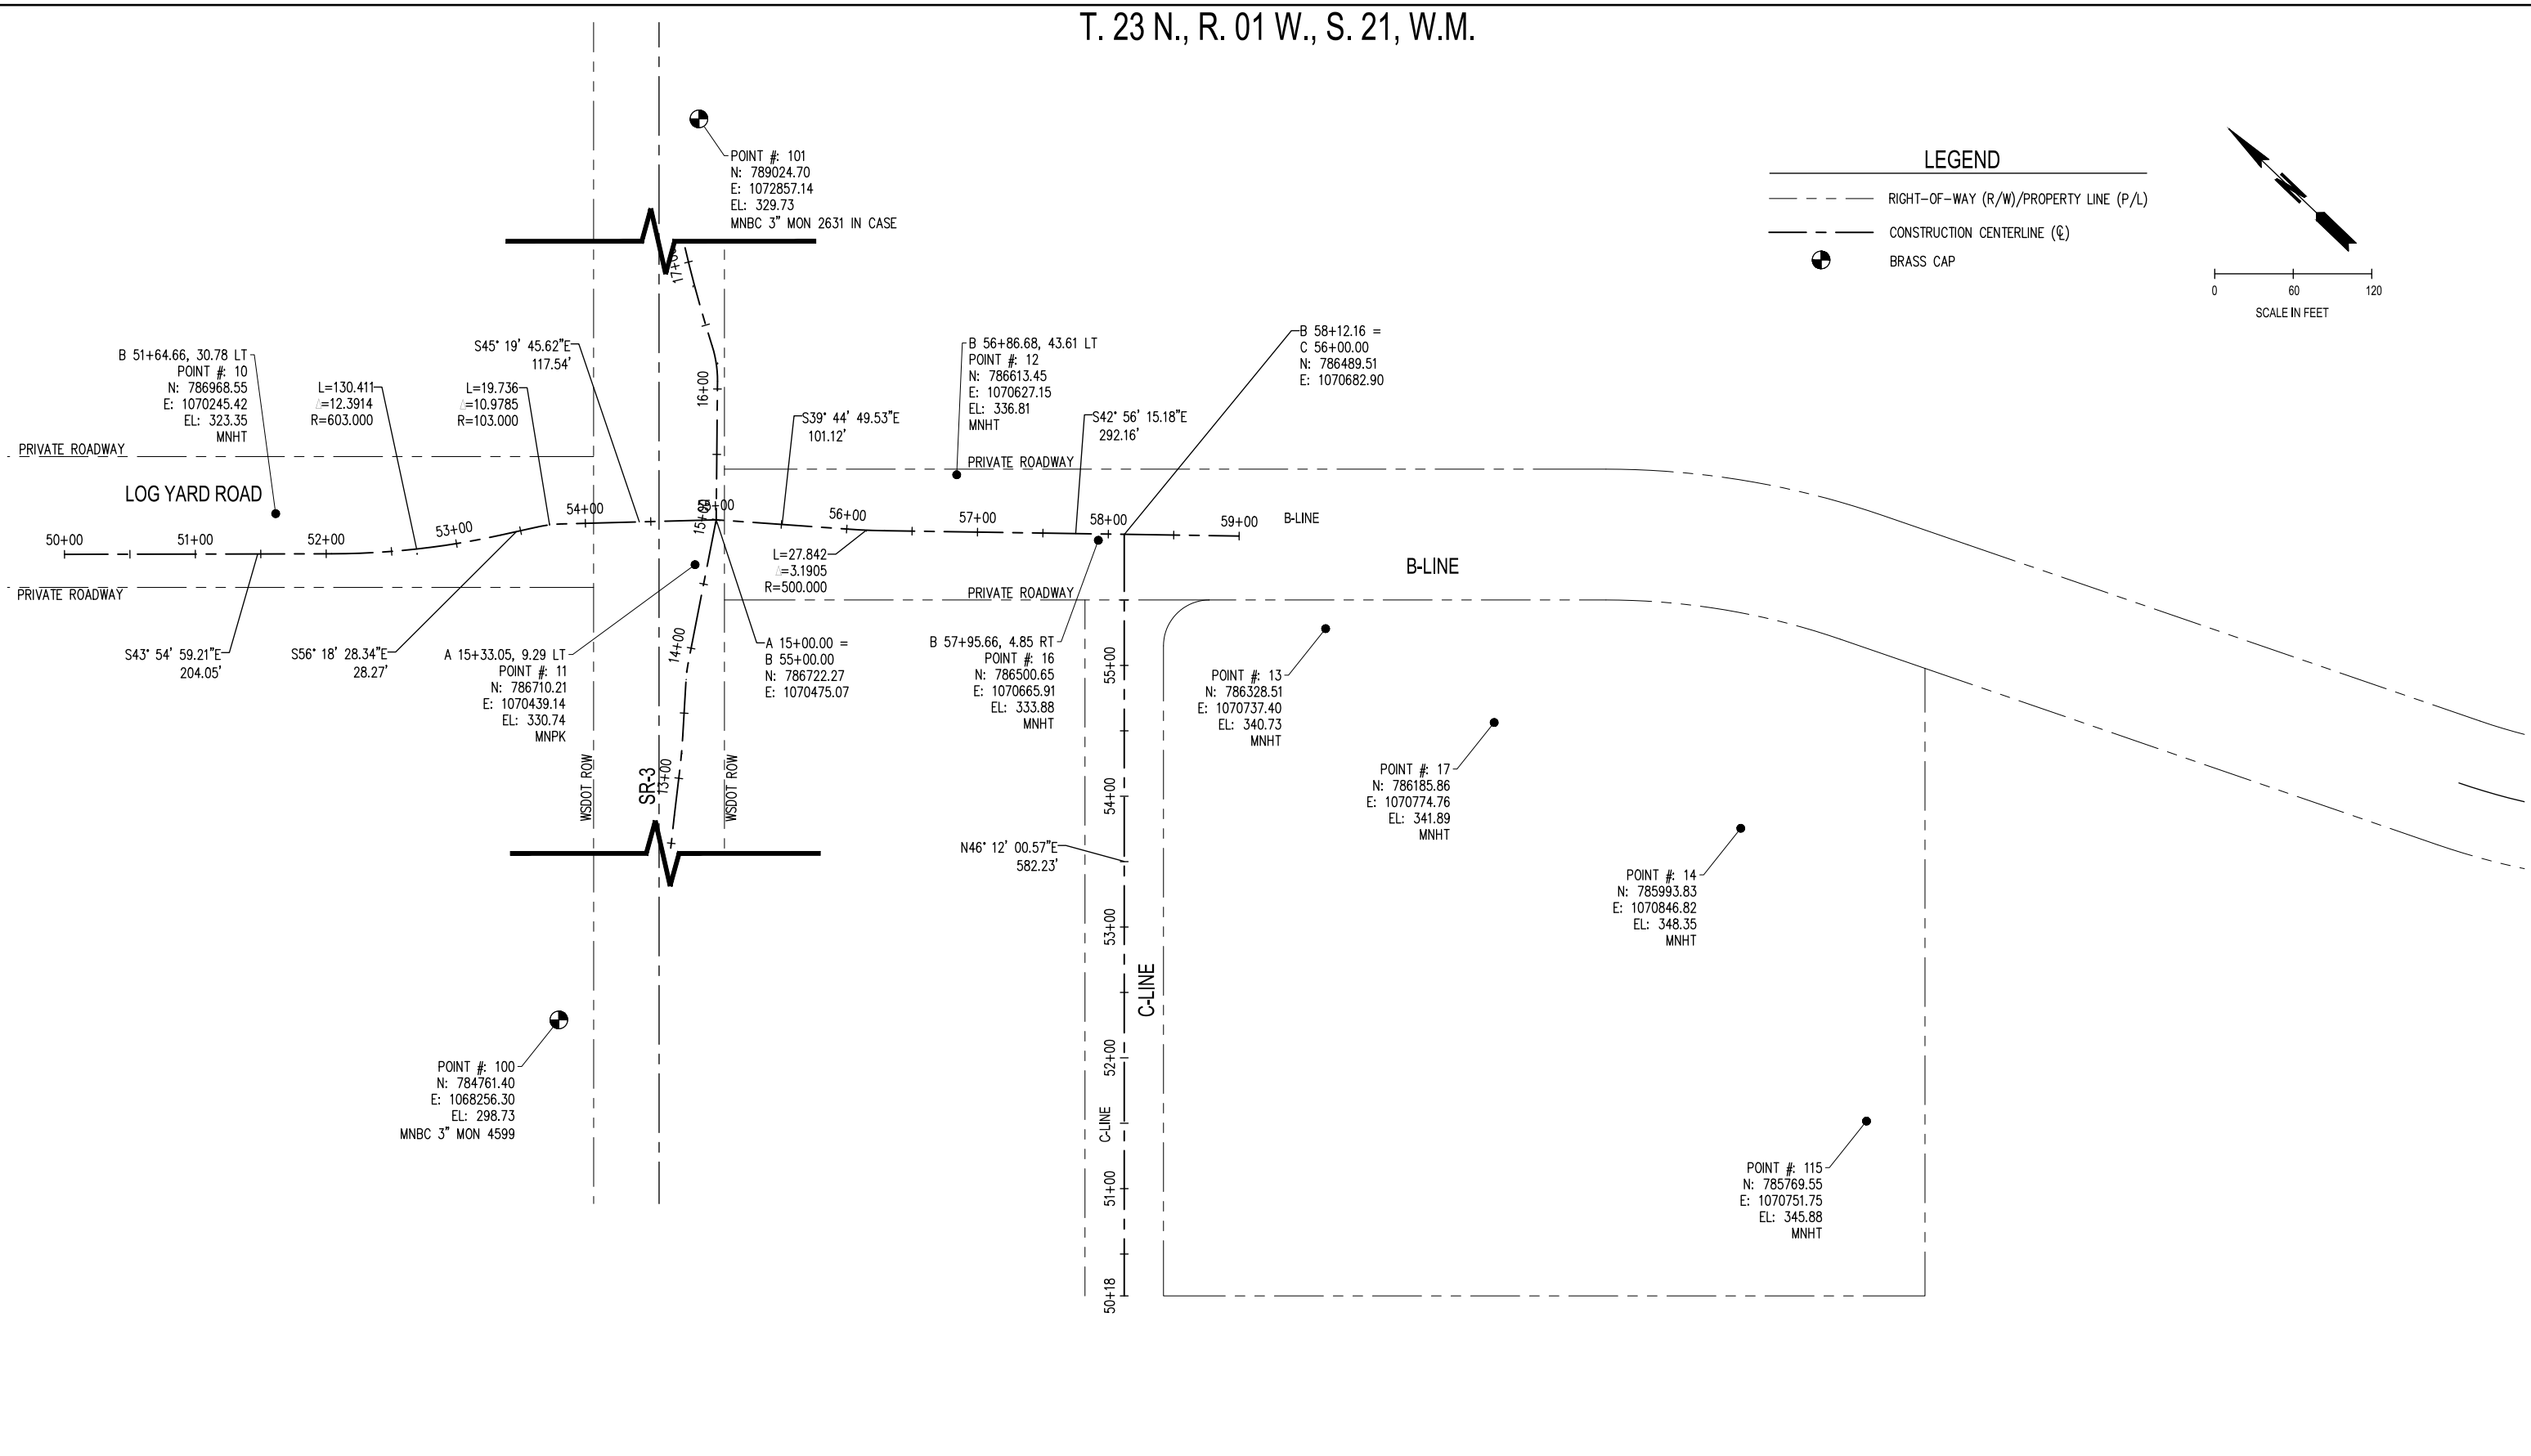 T. 23 N., R. 01 W., S. 21, W.M.
POINT #: 101
N: 789024.70
E: 1072857.14
EL: 329.73
MNBC 3" MON 2631 IN CASE
LEGEND
RIGHT-OF-WAY (R/W)/PROPERTY LINE (P/L)
CONSTRUCTION CENTERLINE (℄)
BRASS CAP
N
0 60 120
SCALE IN FEET
B 51+64.66, 30.78 LT
POINT #: 10
N: 786968.55
E: 1070245.42
EL: 323.35
MNHT
L=130.411
△=12.3914
R=603.000
S45° 19' 45.62"E
117.54'
L=19.736
△=10.9785
R=103.000
17+00
16+00
S39° 44' 49.53"E
101.12'
B 56+86.68, 43.61 LT
POINT #: 12
N: 786613.45
E: 1070627.15
EL: 336.81
MNHT
S42° 56' 15.18"E
292.16'
B 58+12.16 =
C 56+00.00
N: 786489.51
E: 1070682.90
PRIVATE ROADWAY
PRIVATE ROADWAY
LOG YARD ROAD
50+00
51+00
52+00
53+00
54+00
55+00
15+00
56+00
57+00
58+00
59+00
B-LINE
B-LINE
L=27.842
△=3.1905
R=500.000
PRIVATE ROADWAY
PRIVATE ROADWAY
S43° 54' 59.21"E
204.05'
S56° 18' 28.34"E
28.27'
A 15+33.05, 9.29 LT
POINT #: 11
N: 786710.21
E: 1070439.14
EL: 330.74
MNPK
14+00
A 15+00.00 =
B 55+00.00
N: 786722.27
E: 1070475.07
B 57+95.66, 4.85 RT
POINT #: 16
N: 786500.65
E: 1070665.91
EL: 333.88
MNHT
55+00
POINT #: 13
N: 786328.51
E: 1070737.40
EL: 340.73
MNHT
POINT #: 17
N: 786185.86
E: 1070774.76
EL: 341.89
MNHT
WSDOT ROW
SR-3
13+00
WSDOT ROW
54+00
N46° 12' 00.57"E
582.23'
POINT #: 14
N: 785993.83
E: 1070846.82
EL: 348.35
MNHT
53+00
C-LINE
52+00
POINT #: 100
N: 784761.40
E: 1068256.30
EL: 298.73
MNBC 3" MON 4599
C-LINE
51+00
50+18
POINT #: 115
N: 785769.55
E: 1070751.75
EL: 345.88
MNHT